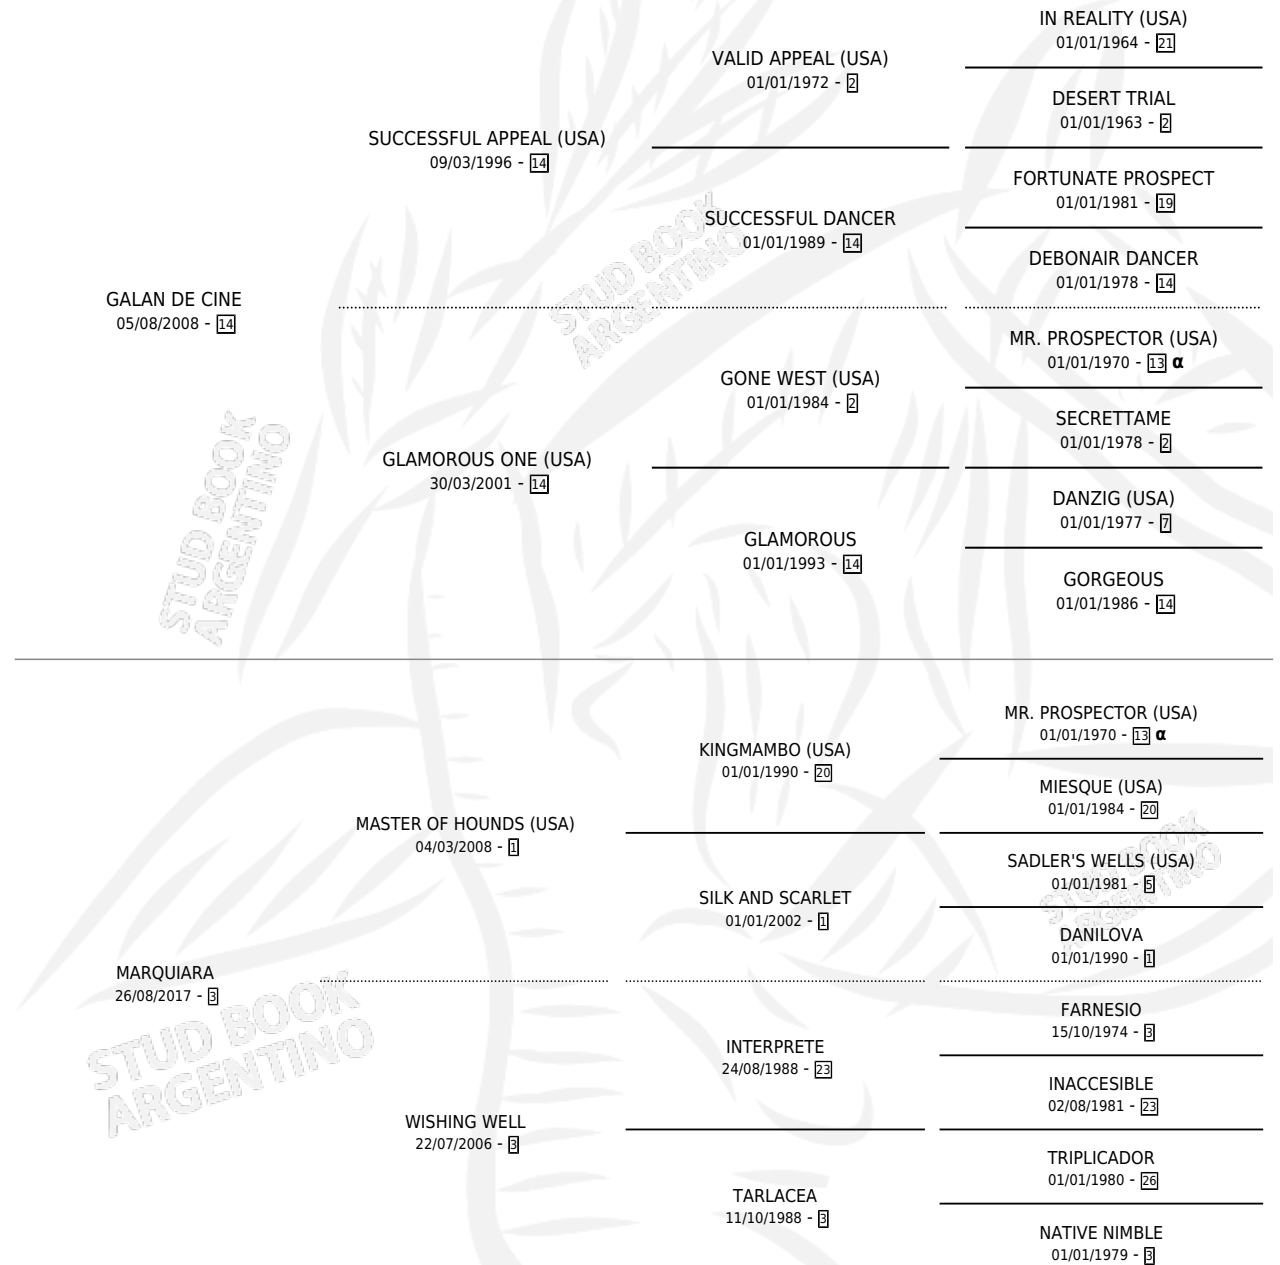 IN REALITY (USA)
01/01/1964 - 21
VALID APPEAL (USA)
01/01/1972 - 2
DESERT TRIAL
01/01/1963 - 2
SUCCESSFUL APPEAL (USA)
09/03/1996 - 14
FORTUNATE PROSPECT
01/01/1981 - 19
SUCCESSFUL DANCER
01/01/1989 - 14
DEBONAIR DANCER
01/01/1978 - 14
STUD BOOK
ARGENTINO
GALAN DE CINE
05/08/2008 - 14
MR. PROSPECTOR (USA)
01/01/1970 - 13 α
GONE WEST (USA)
01/01/1984 - 2
SECRETTAME
01/01/1978 - 2
GLAMOROUS ONE (USA)
30/03/2001 - 14
DANZIG (USA)
01/01/1977 - 7
GLAMOROUS
01/01/1993 - 14
GORGEOUS
01/01/1986 - 14
STUD BOOK
ARGENTINO
MR. PROSPECTOR (USA)
01/01/1970 - 13 α
KINGMAMBO (USA)
01/01/1990 - 20
MIESQUE (USA)
01/01/1984 - 20
MASTER OF HOUNDS (USA)
04/03/2008 - 1
SADLER'S WELLS (USA)
01/01/1981 - 5
SILK AND SCARLET
01/01/2002 - 1
DANILOVA
01/01/1990 - 1
STUD BOOK
ARGENTINO
MARQUIARA
26/08/2017 - 3
FARNESIO
15/10/1974 - 3
INTERPRETE
24/08/1988 - 23
INACCESIBLE
02/08/1981 - 23
STUD BOOK
ARGENTINO
WISHING WELL
22/07/2006 - 3
TRIPLICADOR
01/01/1980 - 26
TARLACEA
11/10/1988 - 3
NATIVE NIMBLE
01/01/1979 - 3